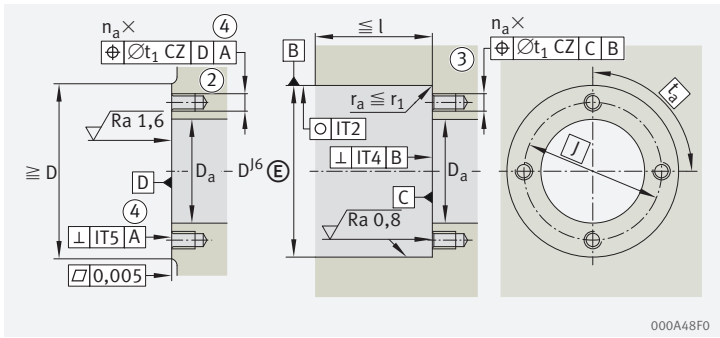 nₐ× ④
⌖ ∅t₁ CZ D A
②
Ra 1,6
≧ D
Dₐ
D
④
⟂ IT5 A
⏥ 0,005
≦ l
B
③
rₐ ≦ r₁
○ IT2
⟂ IT4 B
Dᴶ⁶ Ⓔ
Dₐ
C
Ra 0,8
nₐ×
⌖ ∅t₁ CZ C B
tₐ
J
000A48F0